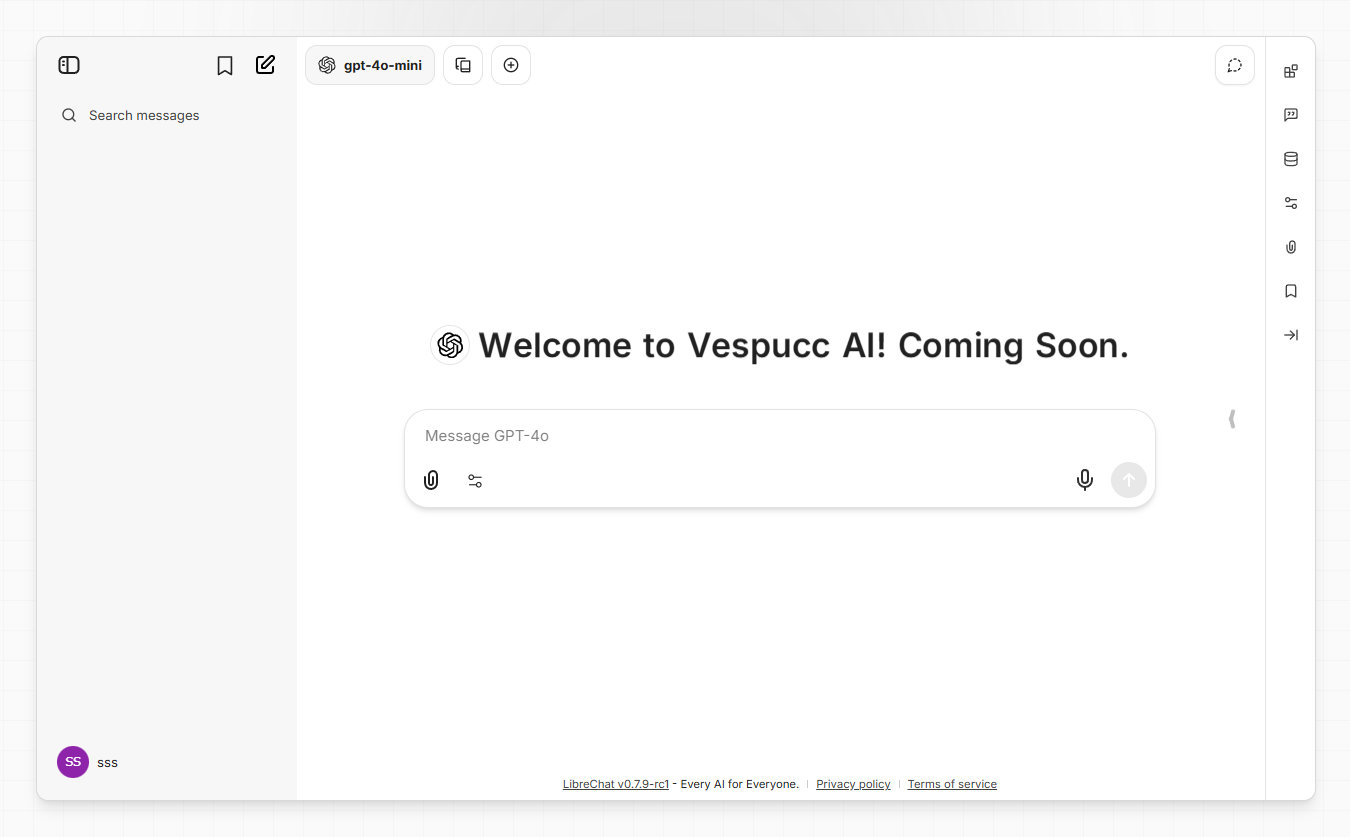 gpt-4o-mini
Search messages
Welcome to Vespucc AI! Coming Soon.
Message GPT-4o
SS sss
LibreChat v0.7.9-rc1 - Every AI for Everyone. Privacy policy Terms of service